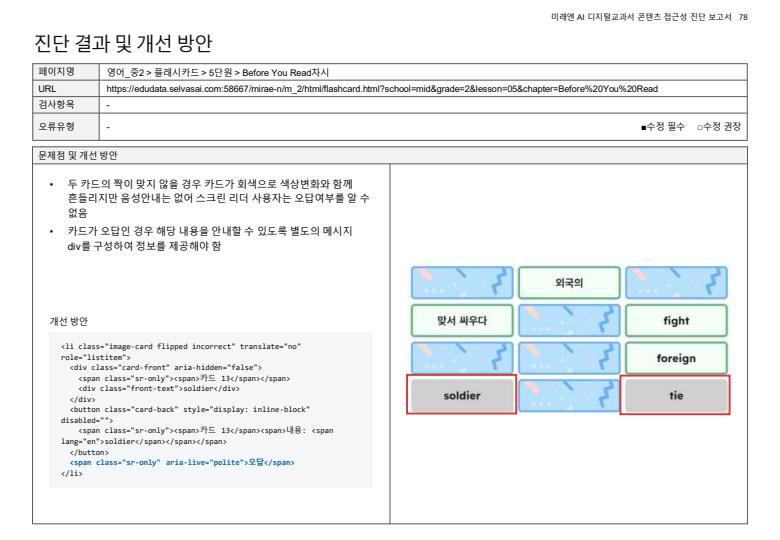 미래엔 AI 디지털교과서 콘텐츠 접근성 진단 보고서 78
진단 결과 및 개선 방안
페이지명 영어_중2 > 플래시카드 > 5단원 > Before You Read차시
URL https://edudata.selvasai.com:58667/mirae-n/m_2/html/flashcard.html?school=mid&grade=2&lesson=05&chapter=Before%20You%20Read
검사항목 -
오류유형 - ■수정 필수 □수정 권장
문제점 및 개선 방안
• 두 카드의 짝이 맞지 않을 경우 카드가 회색으로 색상변화와 함께
흔들리지만 음성안내는 없어 스크린 리더 사용자는 오답여부를 알 수
없음
• 카드가 오답인 경우 해당 내용을 안내할 수 있도록 별도의 메시지
div를 구성하여 정보를 제공해야 함
개선 방안
<li class="image-card flipped incorrect" translate="no"
role="listitem">
<div class="card-front" aria-hidden="false">
<span class="sr-only"><span>카드 13</span></span>
<div class="front-text">soldier</div>
</div>
<button class="card-back" style="display: inline-block"
disabled="">
<span class="sr-only"><span>카드 13</span><span>내용: <span
lang="en">soldier</span></span></span>
</button>
<span class="sr-only" aria-live="polite">오답</span>
</li>
외국의
맞서 싸우다 fight
foreign
soldier tie